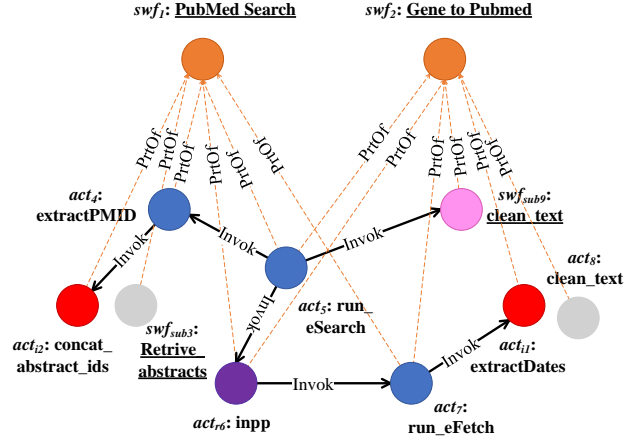 swf1: PubMed Search
swf2: Gene to Pubmed
PrtOf
PrtOf
PrtOf
PrtOf
PrtOf
PrtOf
PrtOf
PrtOf
PrtOf
PrtOf
PrtOf
PrtOf
act4:
extractPMID
swfsub9:
clean_text
Invok
Invok
Invok
act8:
clean_text
Invok
act5: run_
eSearch
swfsub3:
Retrive_
abstracts
acti2: concat_
abstract_ids
Invok
acti1:
extractDates
Invok
actr6: inpp
act7:
run_eFetch